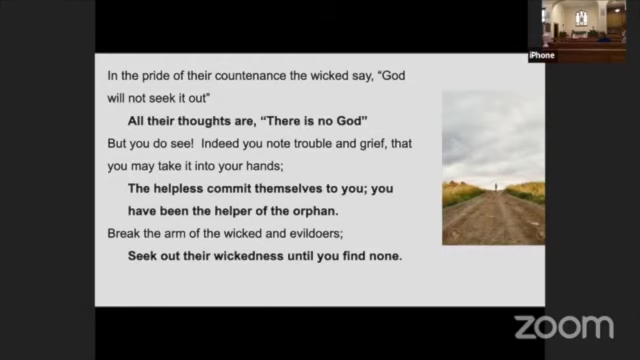 iPhone
In the pride of their countenance the wicked say, “God
will not seek it out”
All their thoughts are, “There is no God”
But you do see!  Indeed you note trouble and grief, that
you may take it into your hands;
The helpless commit themselves to you; you
have been the helper of the orphan.
Break the arm of the wicked and evildoers;
Seek out their wickedness until you find none.
zoom